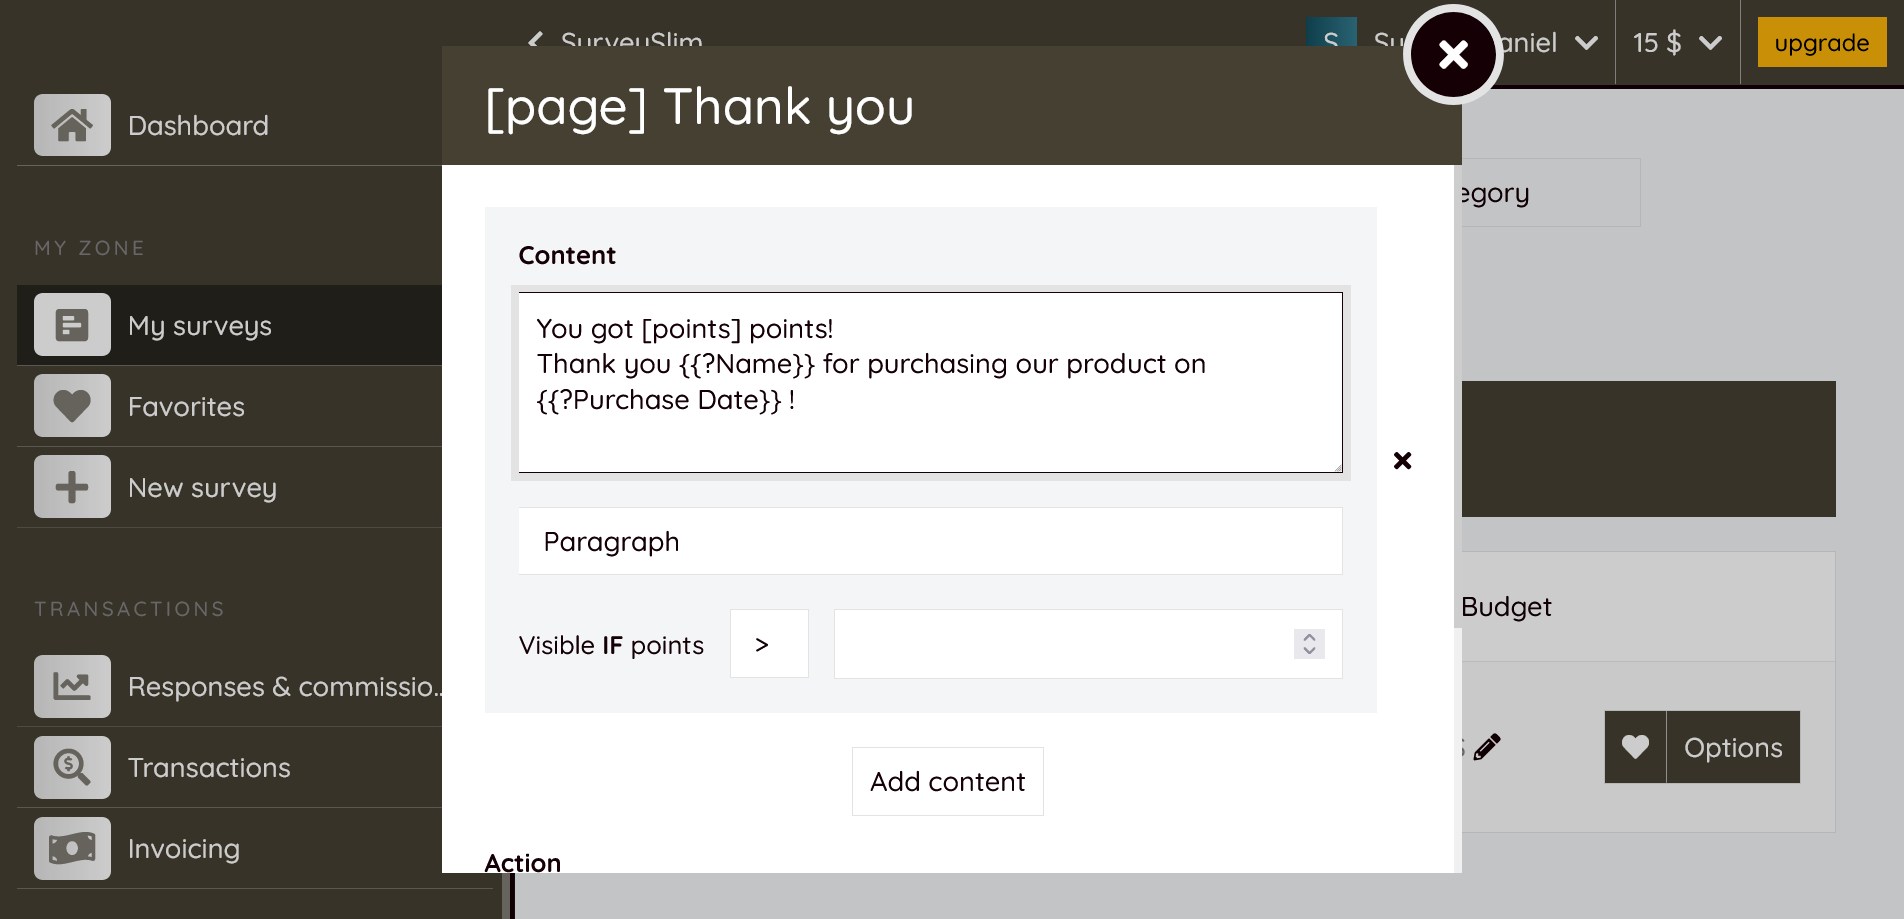 SurveySlim
S
15 $
upgrade
[page] Thank you
Dashboard
MY ZONE
My surveys
Favorites
New survey
TRANSACTIONS
Responses & commissio...
Transactions
Invoicing
Content
You got [points] points!
Thank you {{?Name}} for purchasing our product on
{{?Purchase Date}} !
Paragraph
Visible IF points >
Add content
Action
egory
Budget
Options